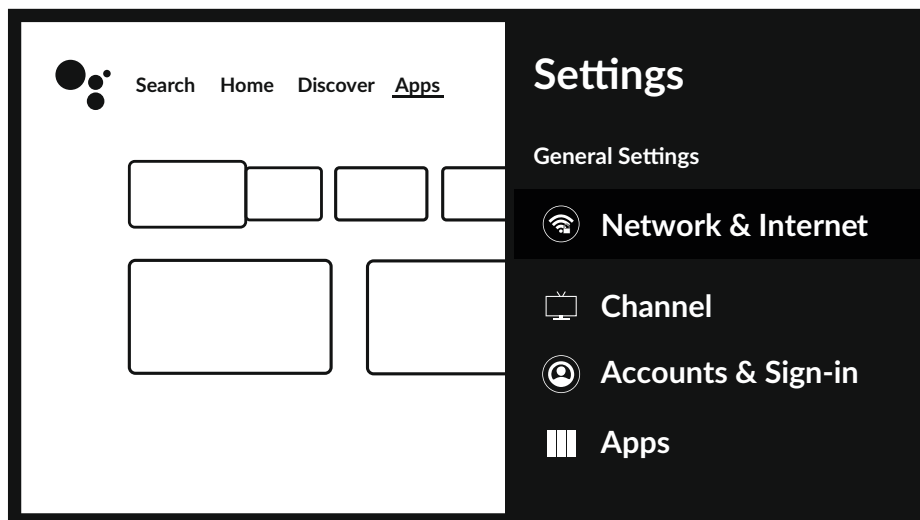 Search Home Discover Apps
Settings
General Settings
Network & Internet
Channel
Accounts & Sign-in
Apps